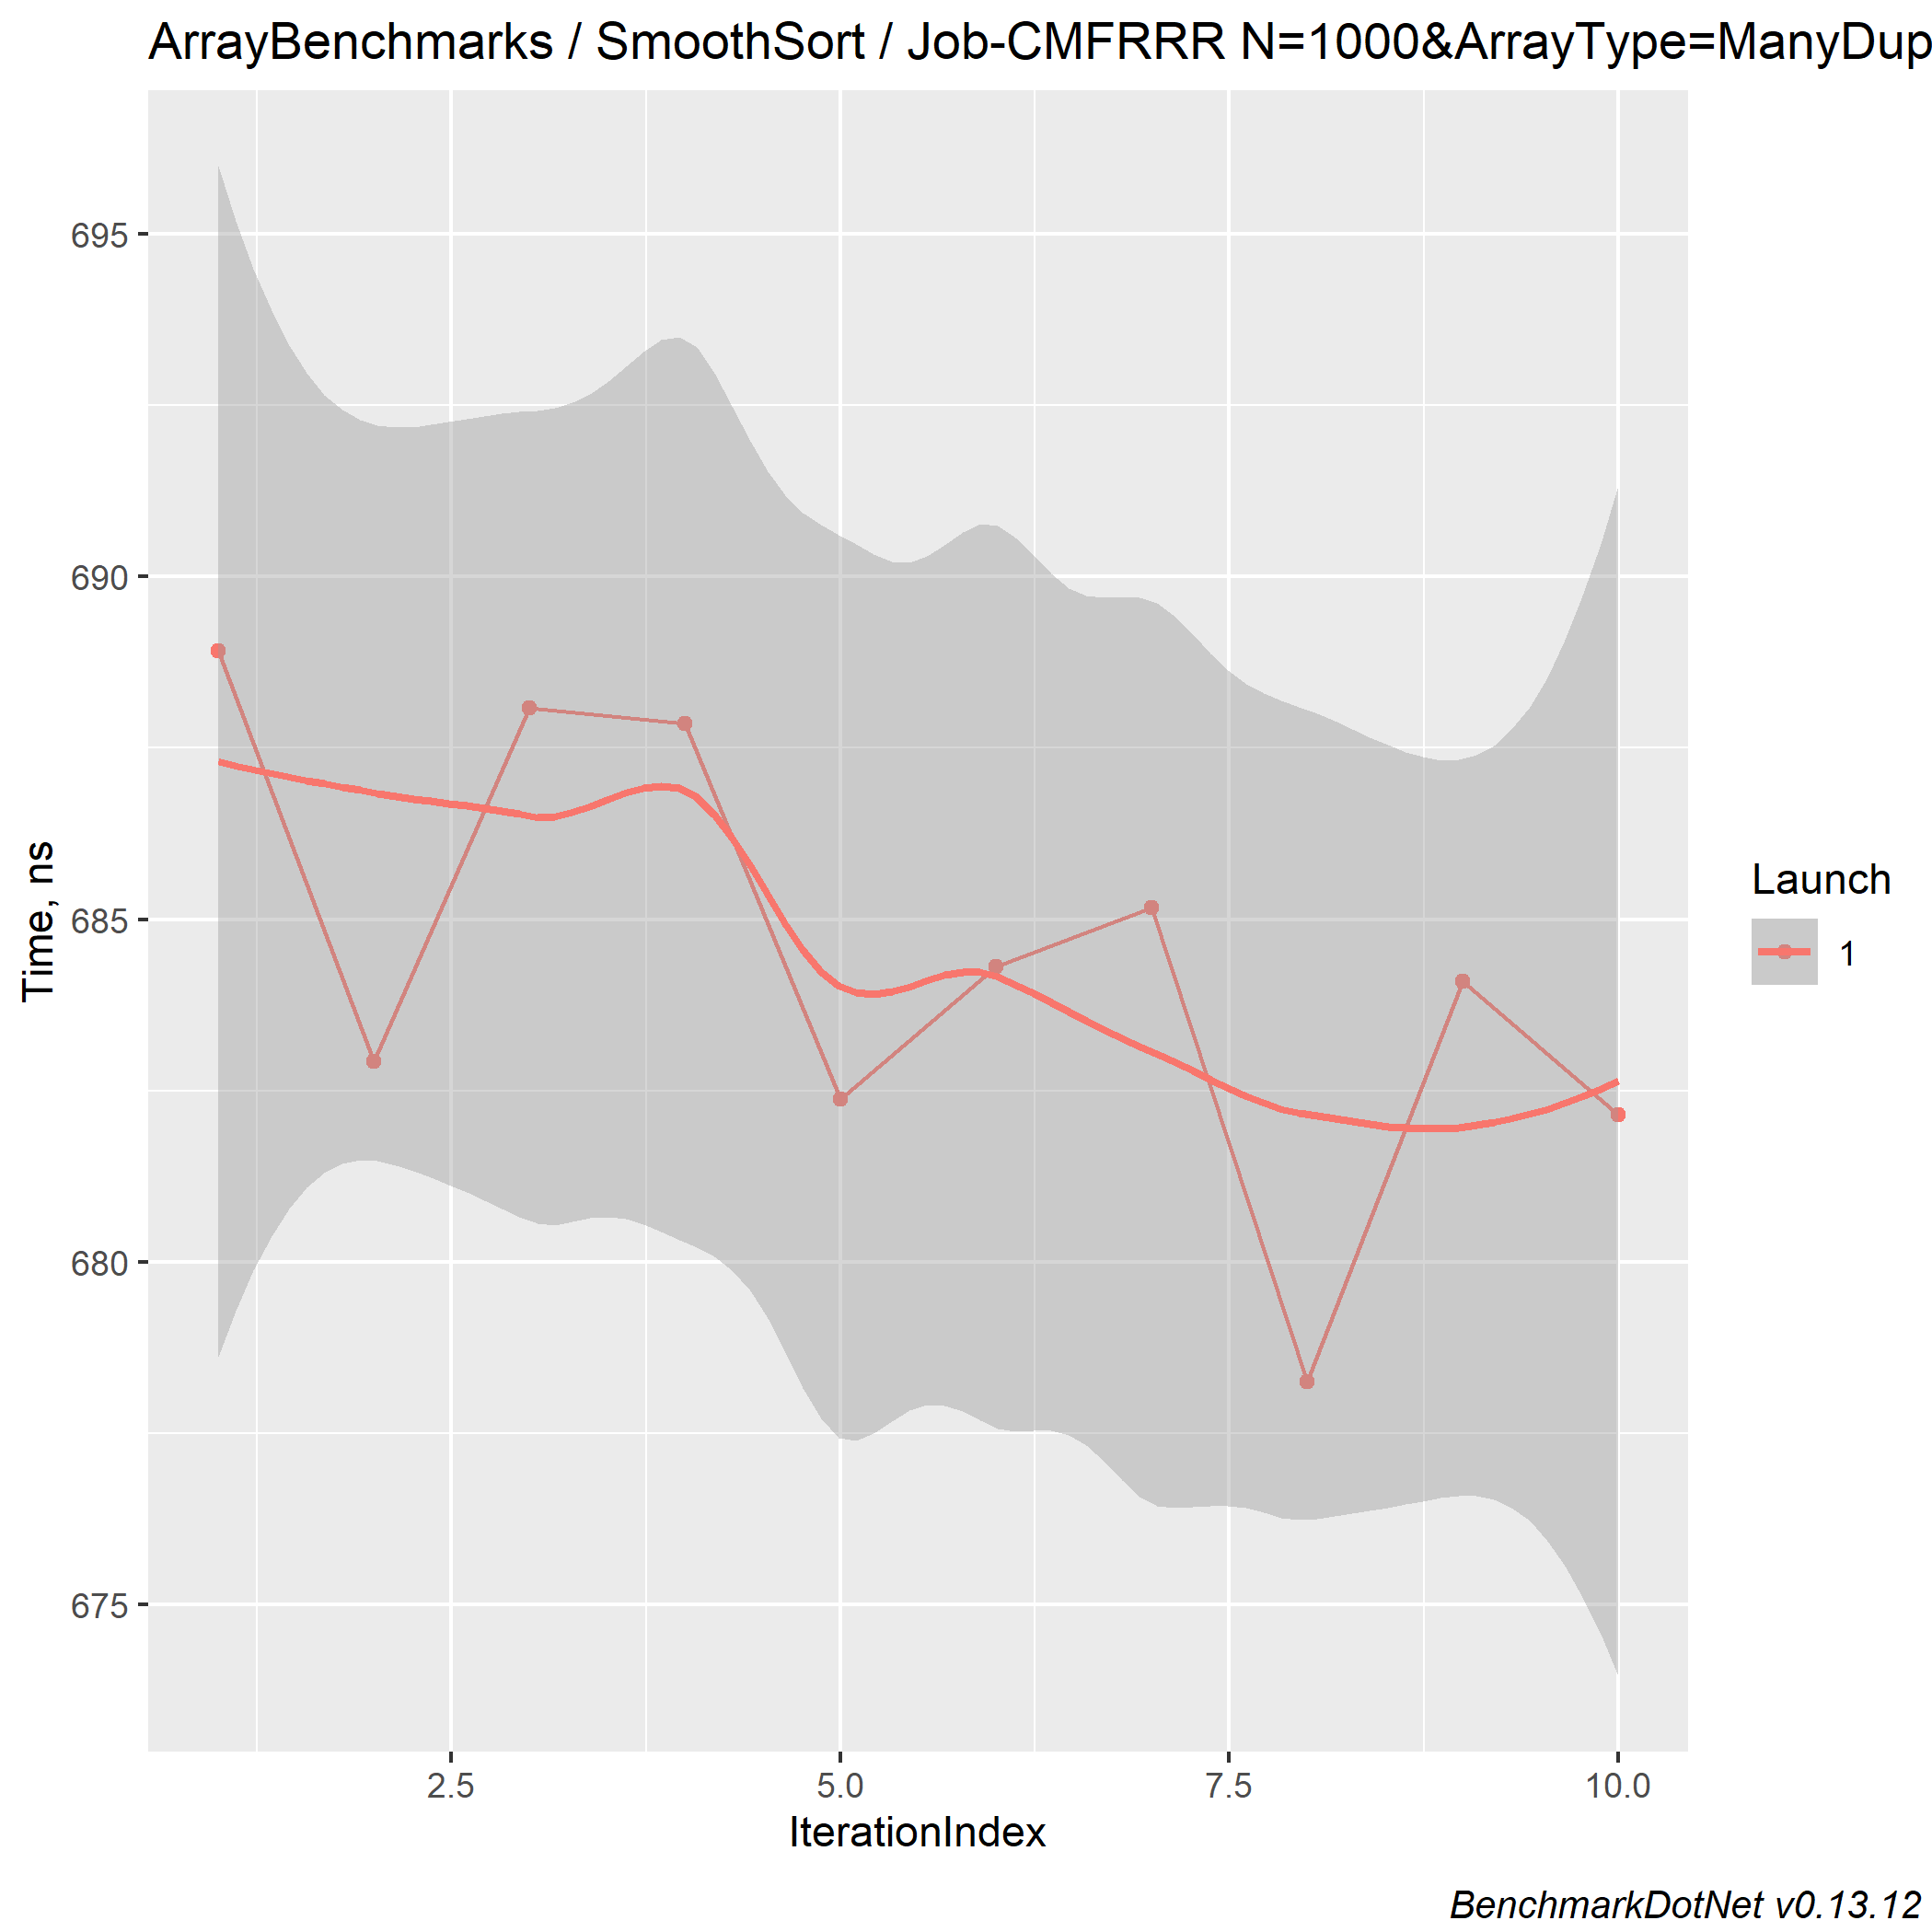 ArrayBenchmarks / SmoothSort / Job-CMFRRR N=1000&ArrayType=ManyDup
695
690
685
680
675
Time, ns
Launch
1
2.5 5.0 7.5 10.0
IterationIndex
BenchmarkDotNet v0.13.12